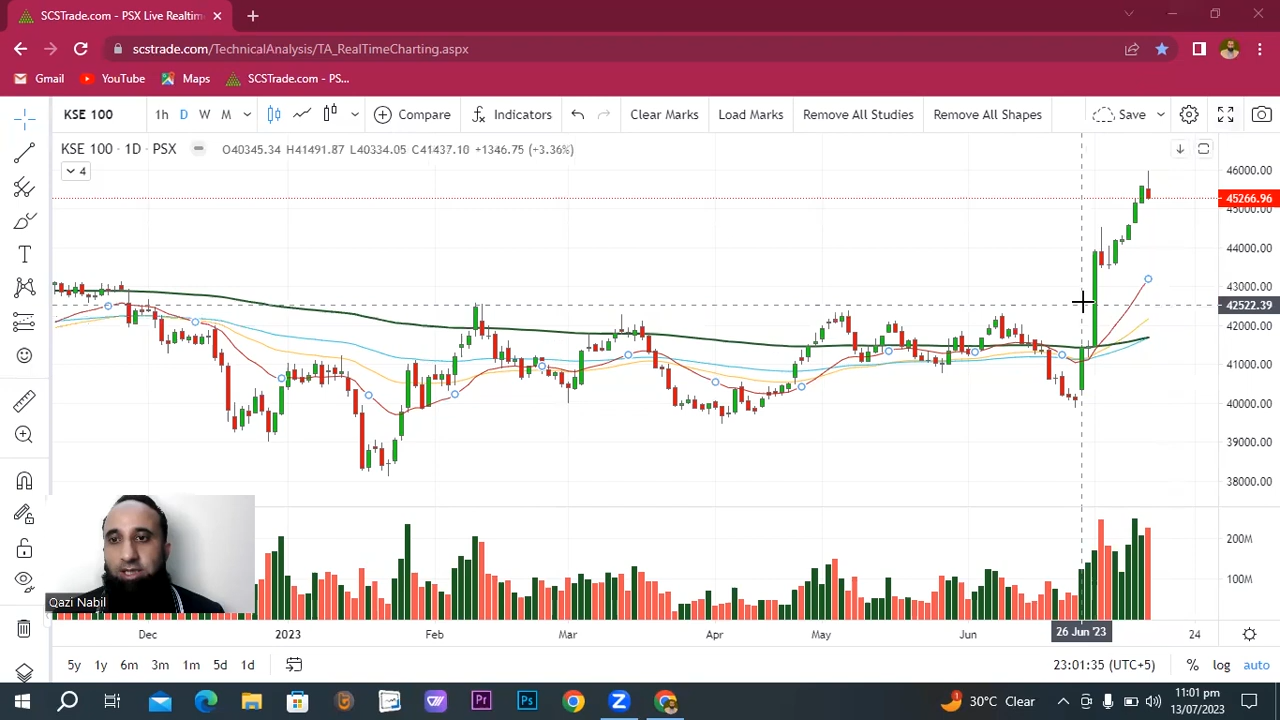 SCSTrade.com - PSX Live Realtim
scstrade.com/TechnicalAnalysis/TA_RealTimeCharting.aspx
Gmail YouTube Maps SCSTrade.com - PS...
KSE 100 1h D W M Compare Indicators Clear Marks Load Marks Remove All Studies Remove All Shapes Save
KSE 100 · 1D · PSX O40345.34 H41491.87 L40334.05 C41437.10 +1346.75 (+3.36%)
4
46000.00
45266.96
45000.00
44000.00
43000.00
42522.39
42000.00
41000.00
40000.00
39000.00
38000.00
200M
100M
Qazi Nabil
Dec 2023 Feb Mar Apr May Jun 26 Jun '23 24
5y 1y 6m 3m 1m 5d 1d 23:01:35 (UTC+5) % log auto
Pr Ps 30°C Clear 11:01 pm
13/07/2023